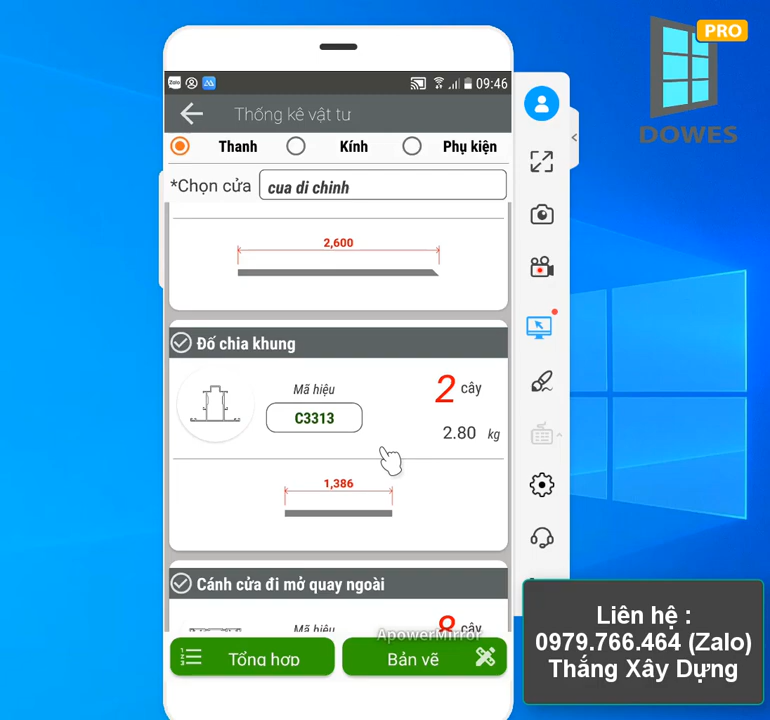 PRO
DOWES
Zalo
09:46
Thống kê vật tư
Thanh
Kính
Phụ kiện
*Chọn cửa
cua di chinh
2,600
Đố chia khung
Mã hiệu
2 cây
C3313
2.80 kg
1,386
Cánh cửa đi mở quay ngoài
Mã hiệu
8 cây
ApowerMirror
Tổng hợp
Bản vẽ
Liên hệ :
0979.766.464 (Zalo)
Thắng Xây Dựng